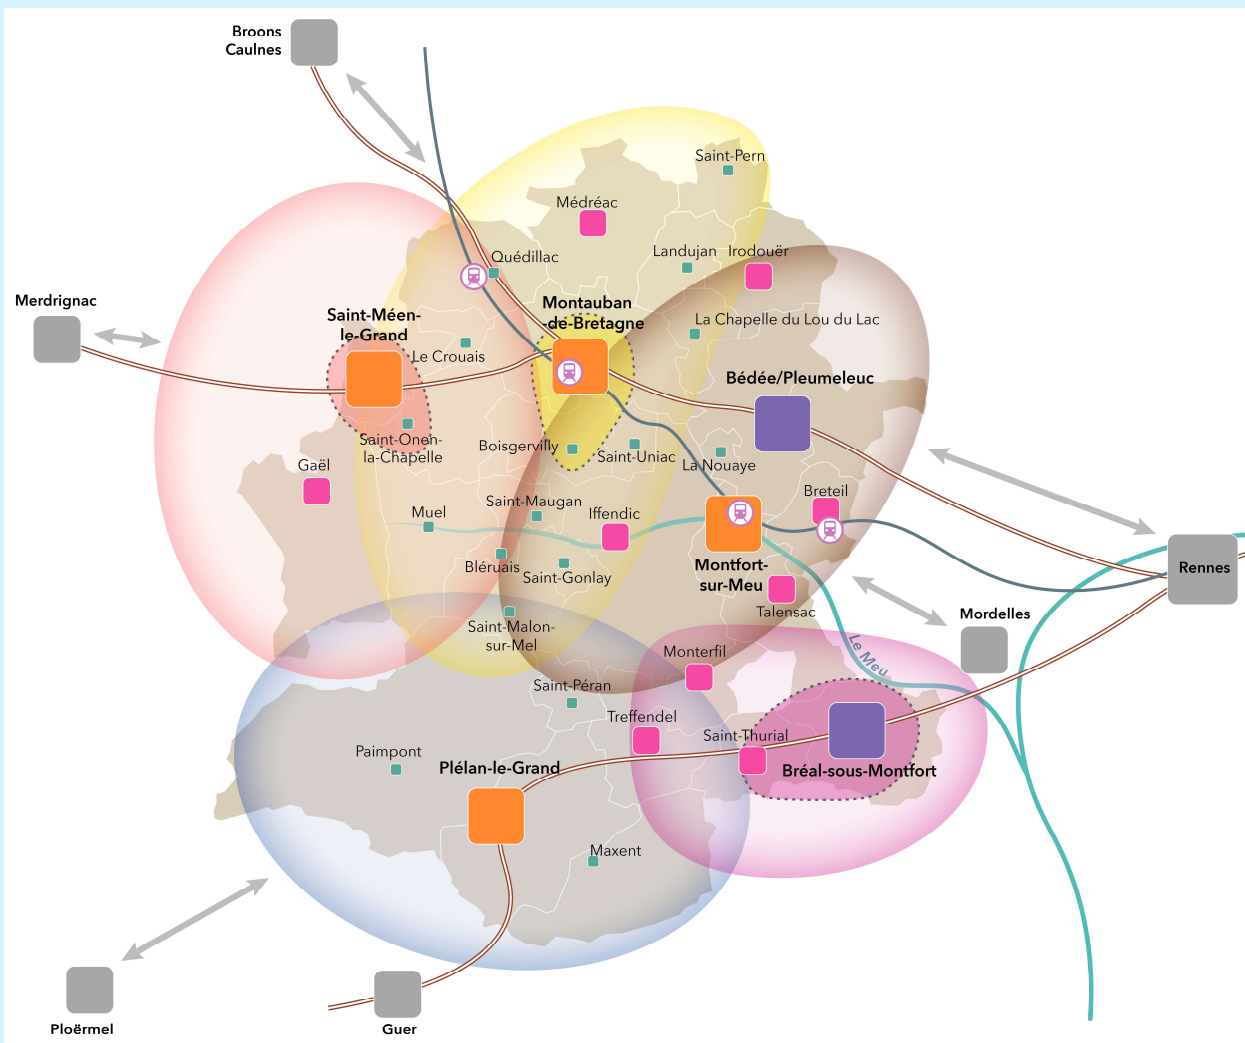 Broons
Caulnes
Saint-Pern
Médréac
Quédillac
Landujan
Irodouër
Merdrignac
Montauban
-de-Bretagne
Saint-Méen-
le-Grand
La Chapelle du Lou du Lac
Le Crouais
Bédée/Pleumeleuc
Saint-Onen-
la-Chapelle
Boisgervilly
Saint-Uniac
La Nouaye
Gaël
Breteil
Muel
Saint-Maugan
Iffendic
Bléruais
Saint-Gonlay
Montfort-
sur-Meu
Rennes
Talensac
Mordelles
Saint-Malon-
sur-Mel
Le Meu
Monterfil
Saint-Péran
Treffendel
Saint-Thurial
Paimpont
Plélan-le-Grand
Bréal-sous-Montfort
Maxent
Ploërmel
Guer